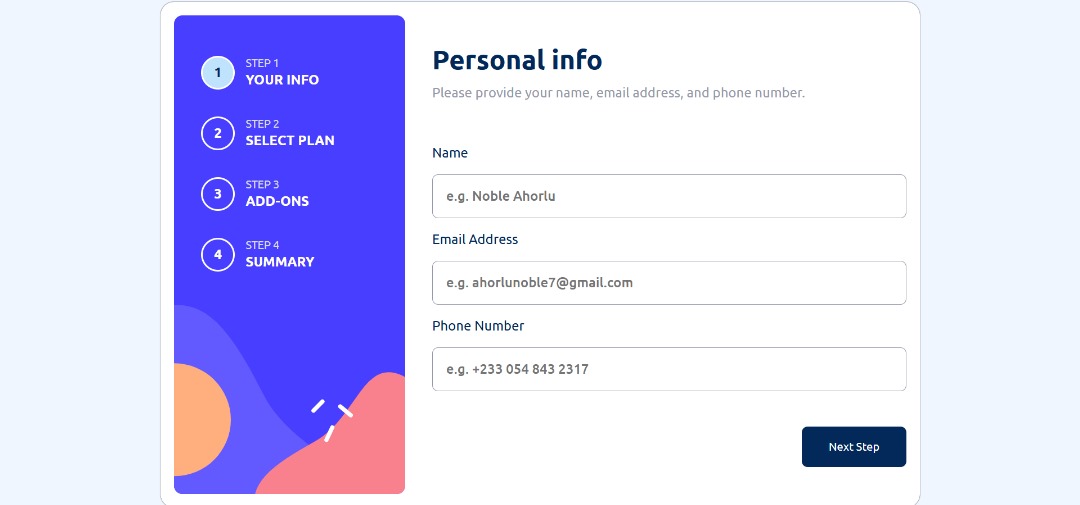 1
STEP 1
YOUR INFO
2
STEP 2
SELECT PLAN
3
STEP 3
ADD-ONS
4
STEP 4
SUMMARY
Personal info
Please provide your name, email address, and phone number.
Name
e.g. Noble Ahorlu
Email Address
e.g. ahorlunoble7@gmail.com
Phone Number
e.g. +233 054 843 2317
Next Step